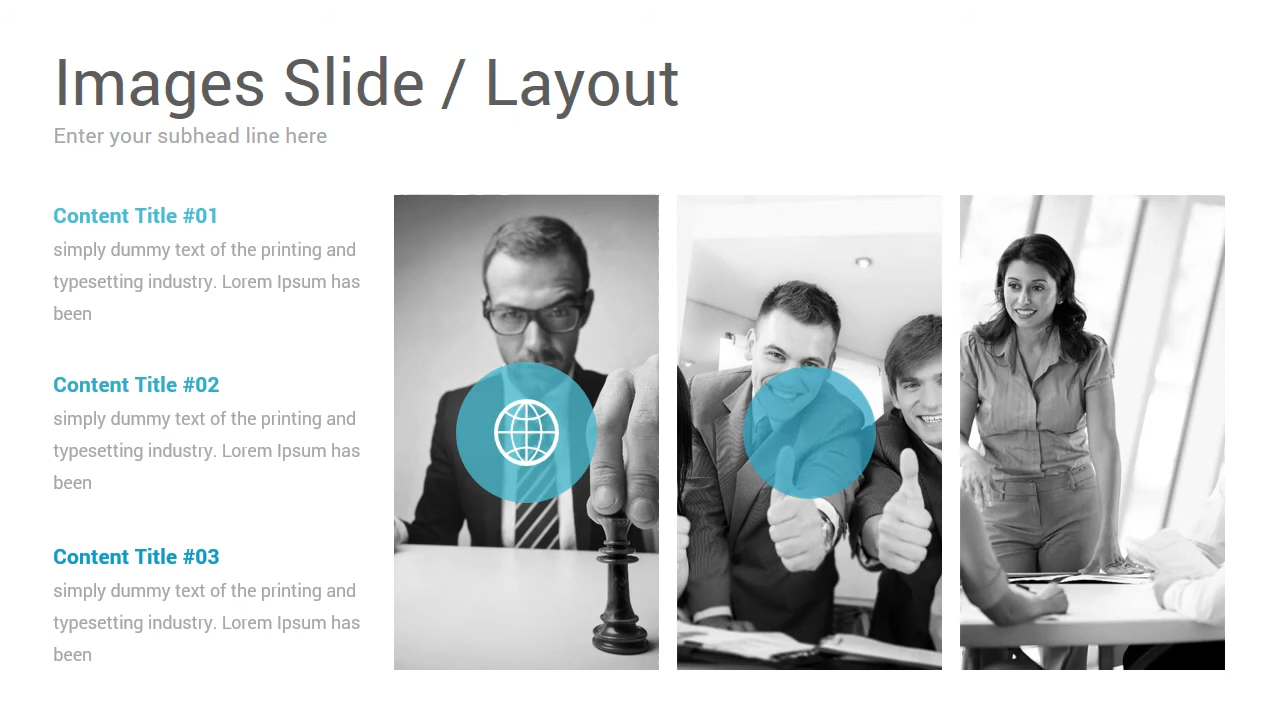 Images Slide / Layout
Enter your subhead line here
Content Title #01
simply dummy text of the printing and
typesetting industry. Lorem Ipsum has
been
Content Title #02
simply dummy text of the printing and
typesetting industry. Lorem Ipsum has
been
Content Title #03
simply dummy text of the printing and
typesetting industry. Lorem Ipsum has
been